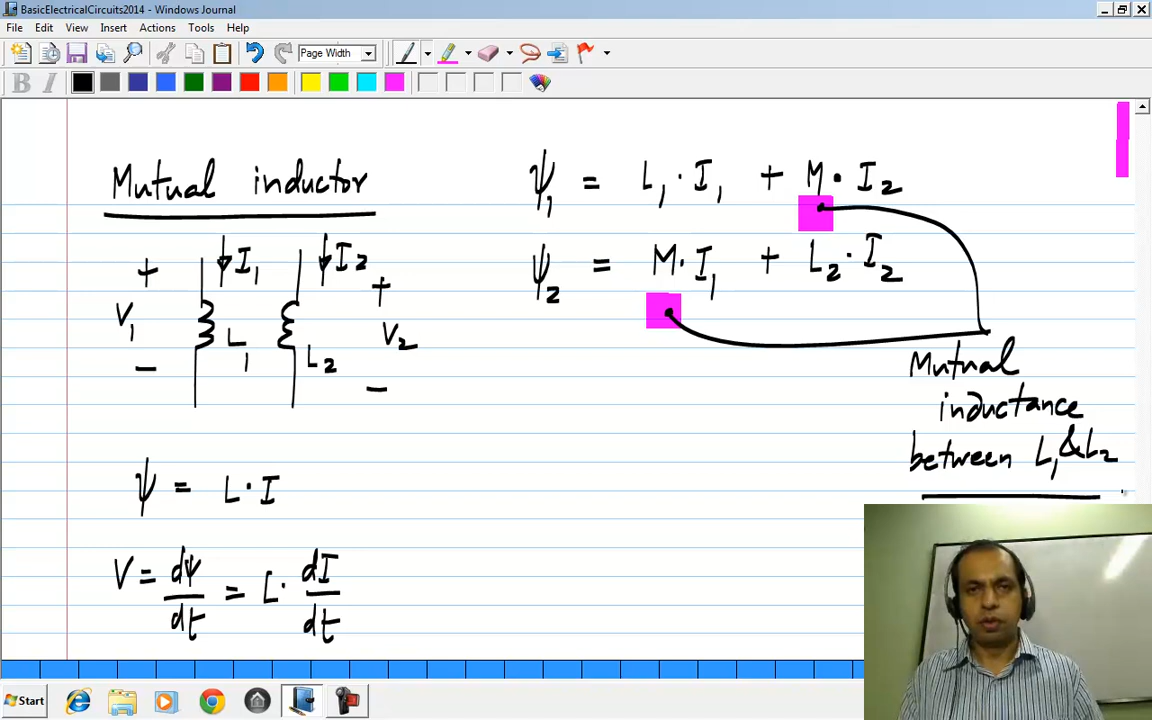 BasicElectricalCircuits2014 - Windows Journal
File Edit View Insert Actions Tools Help
Page Width
B I
Mutual inductor
ψ₁ = L₁ · I₁ + M · I₂
ψ₂ = M · I₁ + L₂ · I₂
+ I₁ I₂ +
V₁ L₁ L₂ V₂
− −
Mutual
inductance
between L₁ & L₂
ψ = L · I
V = dψ/dt = L · dI/dt
Start